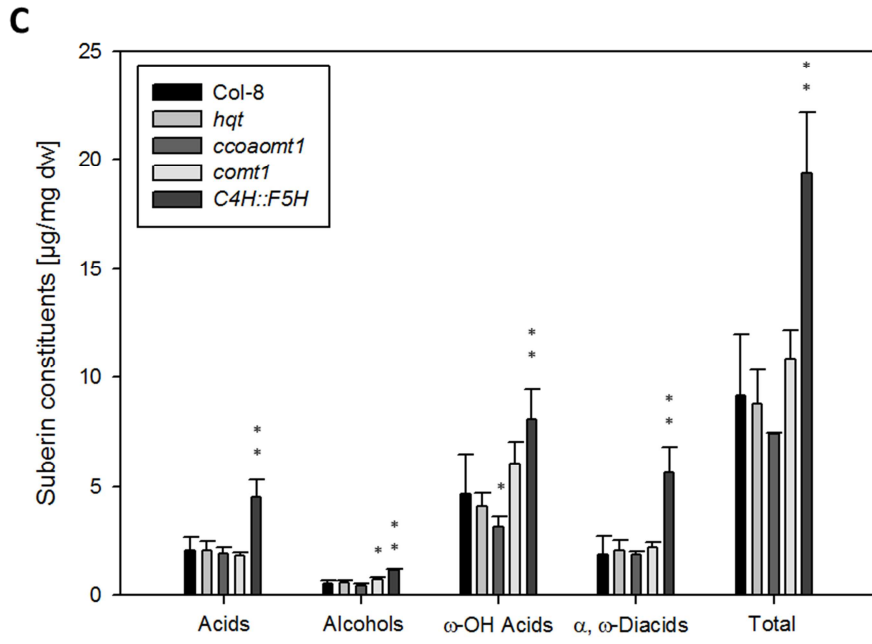 C
25
20
15
10
5
0
Suberin constituents [µg/mg dw]
Col-8
hqt
ccoaomt1
comt1
C4H::F5H
*
*
*
*
*
*
*
*
*
*
*
*
Acids
Alcohols
ω-OH Acids
α, ω-Diacids
Total